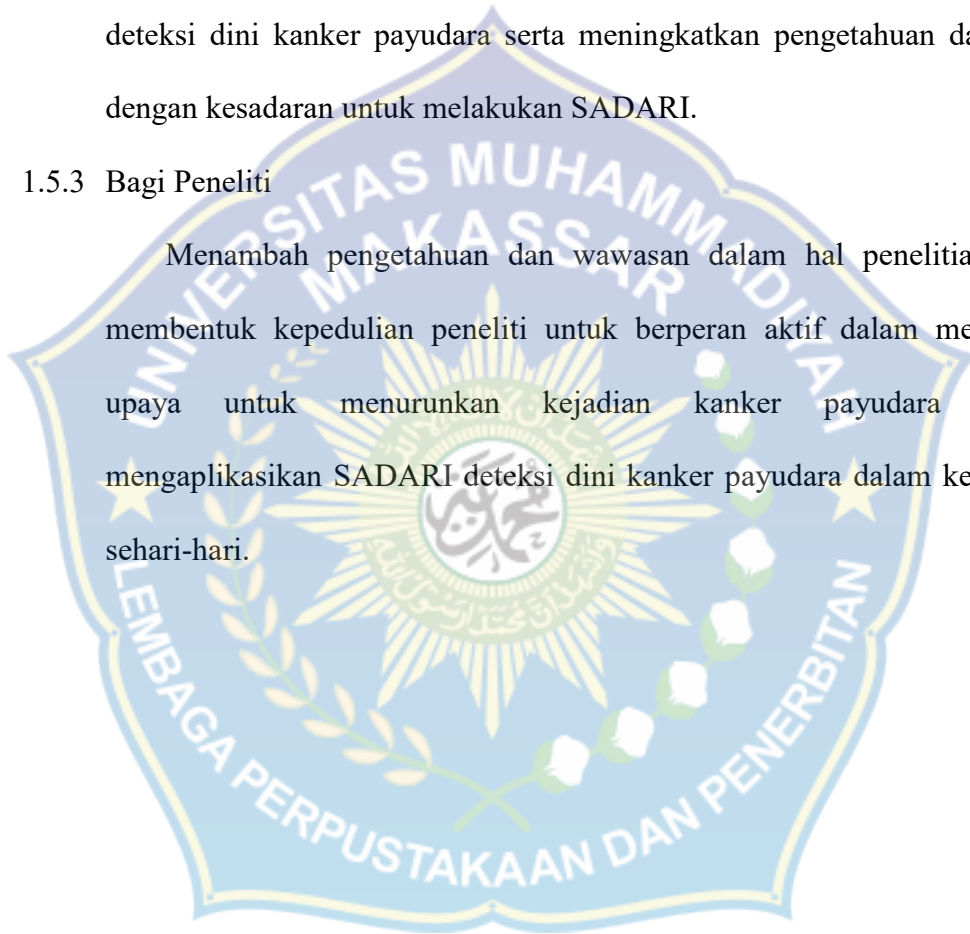 deteksi dini kanker payudara serta meningkatkan pengetahuan da
dengan kesadaran untuk melakukan SADARI.
1.5.3 Bagi Peneliti
Menambah pengetahuan dan wawasan dalam hal penelitia
membentuk kepedulian peneliti untuk berperan aktif dalam me
upaya untuk menurunkan kejadian kanker payudara
mengaplikasikan SADARI deteksi dini kanker payudara dalam ke
sehari-hari.
UNIVERSITAS MUHAMMADIYAH
MAKASSAR
LEMBAGA PERPUSTAKAAN DAN PENERBITAN